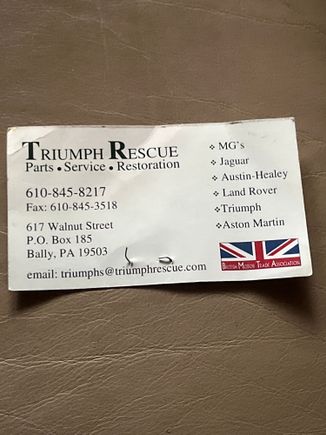 TRIUMPH RESCUE
Parts • Service • Restoration
610-845-8217
Fax: 610-845-3518
617 Walnut Street
P.O. Box 185
Bally, PA 19503
email: triumphs@triumphrescue.com
❖ MG's
❖ Jaguar
❖ Austin-Healey
❖ Land Rover
❖Triumph
❖Aston Martin
BRITISH MOTOR TRADE ASSOCIATION